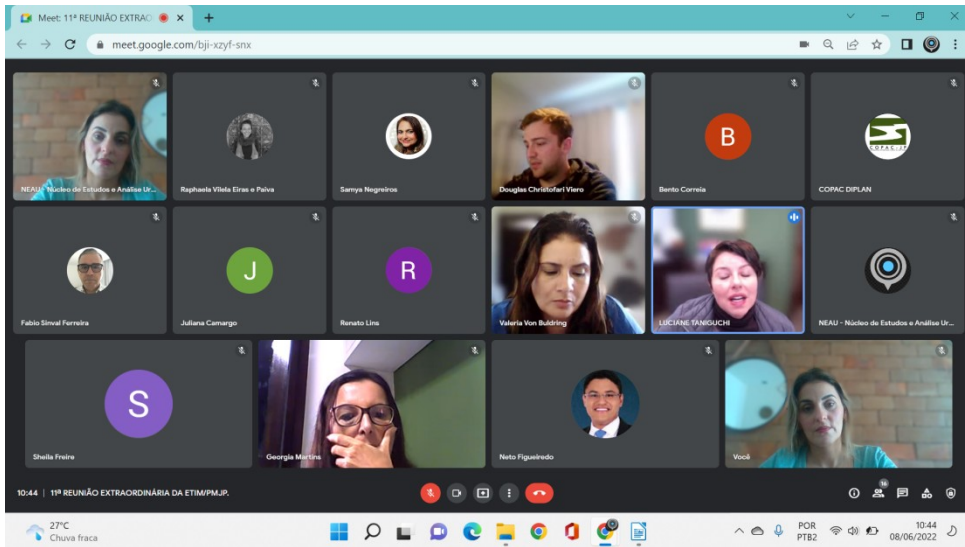 Meet: 11ª REUNIÃO EXTRAO
meet.google.com/bji-xzyf-snx
NEAU - Núcleo de Estudos e Análise Ur...
Raphaela Vilela Eiras e Paiva
Samya Negreiros
Douglas Christofari Viero
B
Bento Correia
COPAC-JP
COPAC DIPLAN
Fabio Sinval Ferreira
J
Juliana Camargo
R
Renato Lins
Valeria Von Buldring
LUCIANE TANIGUCHI
NEAU - Núcleo de Estudos e Análise Ur...
S
Sheila Freire
Georgia Martins
Neto Figueiredo
Você
10:44 | 11ª REUNIÃO EXTRAORDINÁRIA DA ETIM/PMJP.
16
27°C
Chuva fraca
POR
PTB2
10:44
08/06/2022